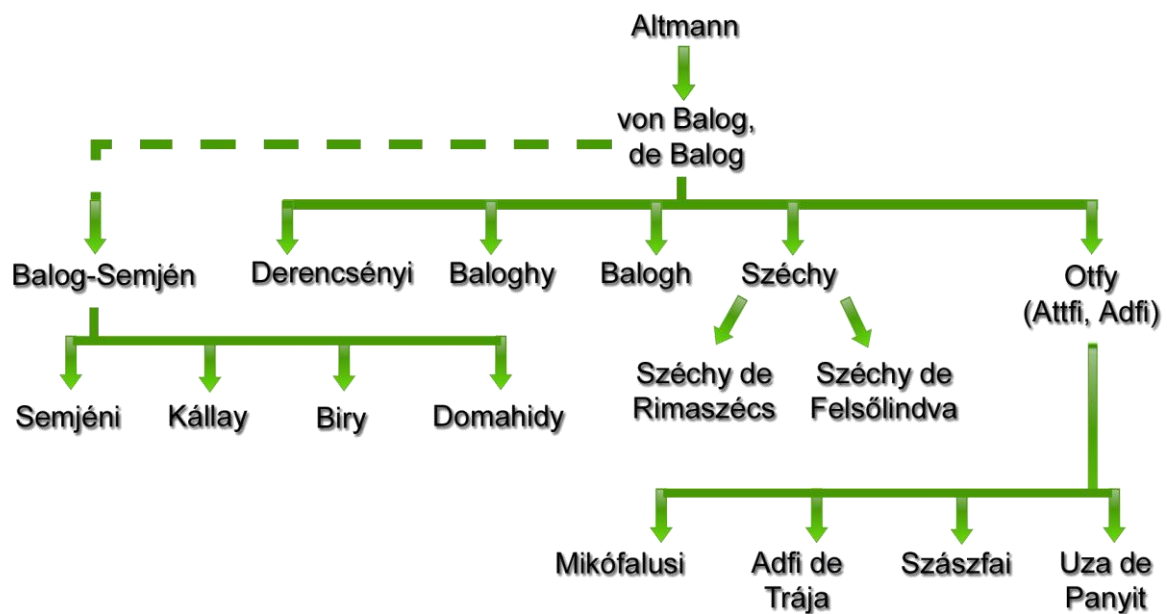 Altmann
von Balog,
de Balog
Balog-Semjén
Derencsényi
Baloghy
Balogh
Széchy
Otfy
(Attfi, Adfi)
Széchy de
Rimaszécs
Széchy de
Felsőlindva
Semjéni
Kállay
Biry
Domahidy
Mikófalusi
Adfi de
Trája
Szászfai
Uza de
Panyit